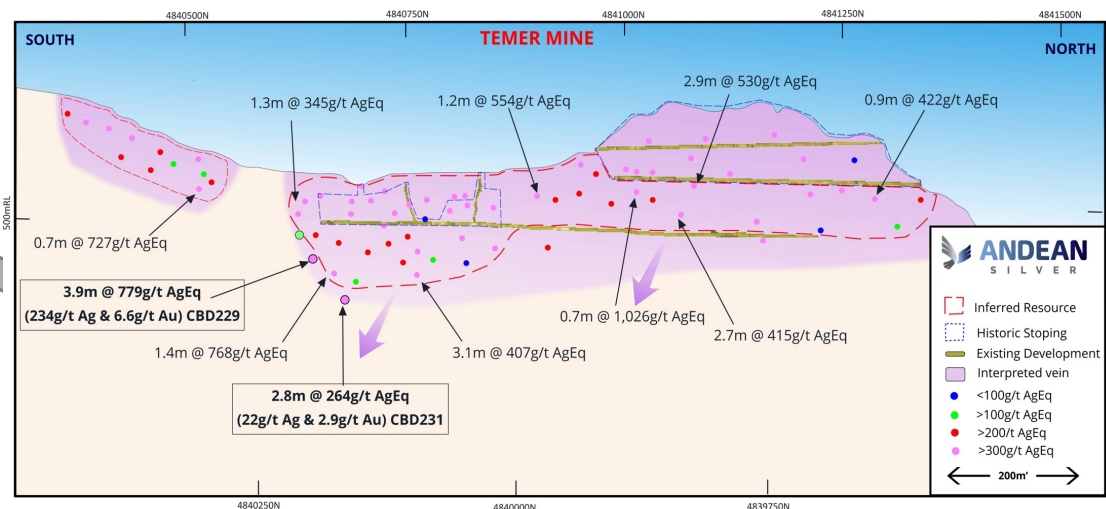 4840500N
4840750N
4841000N
4841250N
4841500N
SOUTH
TEMER MINE
NORTH
2.9m @ 530g/t AgEq
1.3m @ 345g/t AgEq
1.2m @ 554g/t AgEq
0.9m @ 422g/t AgEq
500mRL
0.7m @ 727g/t AgEq
3.9m @ 779g/t AgEq
(234g/t Ag & 6.6g/t Au) CBD229
0.7m @ 1,026g/t AgEq
2.7m @ 415g/t AgEq
1.4m @ 768g/t AgEq
3.1m @ 407g/t AgEq
2.8m @ 264g/t AgEq
(22g/t Ag & 2.9g/t Au) CBD231
ANDEAN
SILVER
Inferred Resource
Historic Stoping
Existing Development
Interpreted vein
<100g/t AgEq
>100g/t AgEq
>200/t AgEq
>300g/t AgEq
200m'
4840250N
4840000N
4839750N